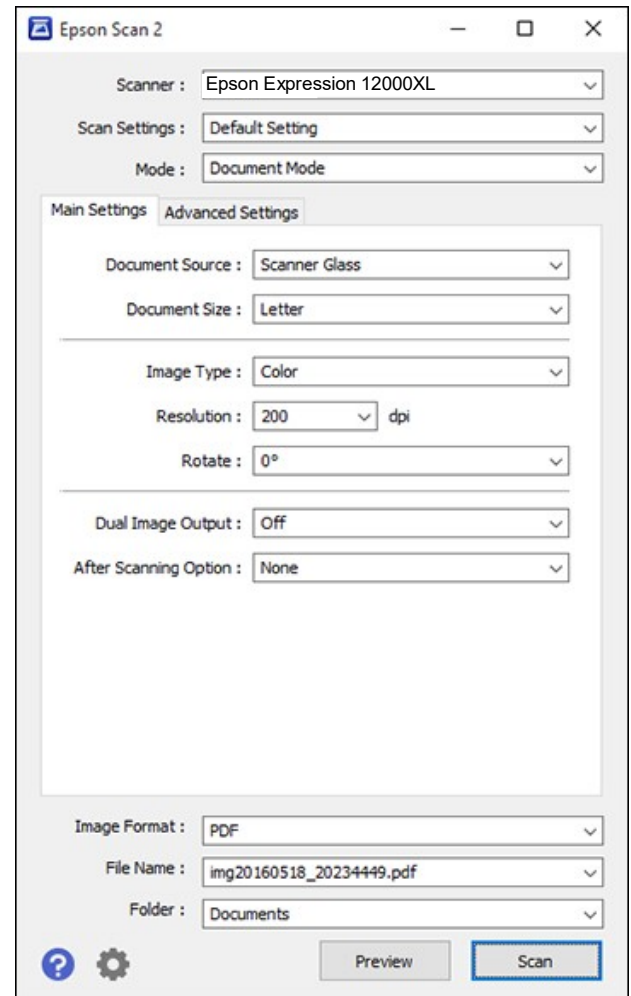 Epson Scan 2
Scanner : Epson Expression 12000XL
Scan Settings : Default Setting
Mode : Document Mode
Main Settings Advanced Settings
Document Source : Scanner Glass
Document Size : Letter
Image Type : Color
Resolution : 200 dpi
Rotate : 0°
Dual Image Output : Off
After Scanning Option : None
Image Format : PDF
File Name : img20160518_20234449.pdf
Folder : Documents
? Preview Scan